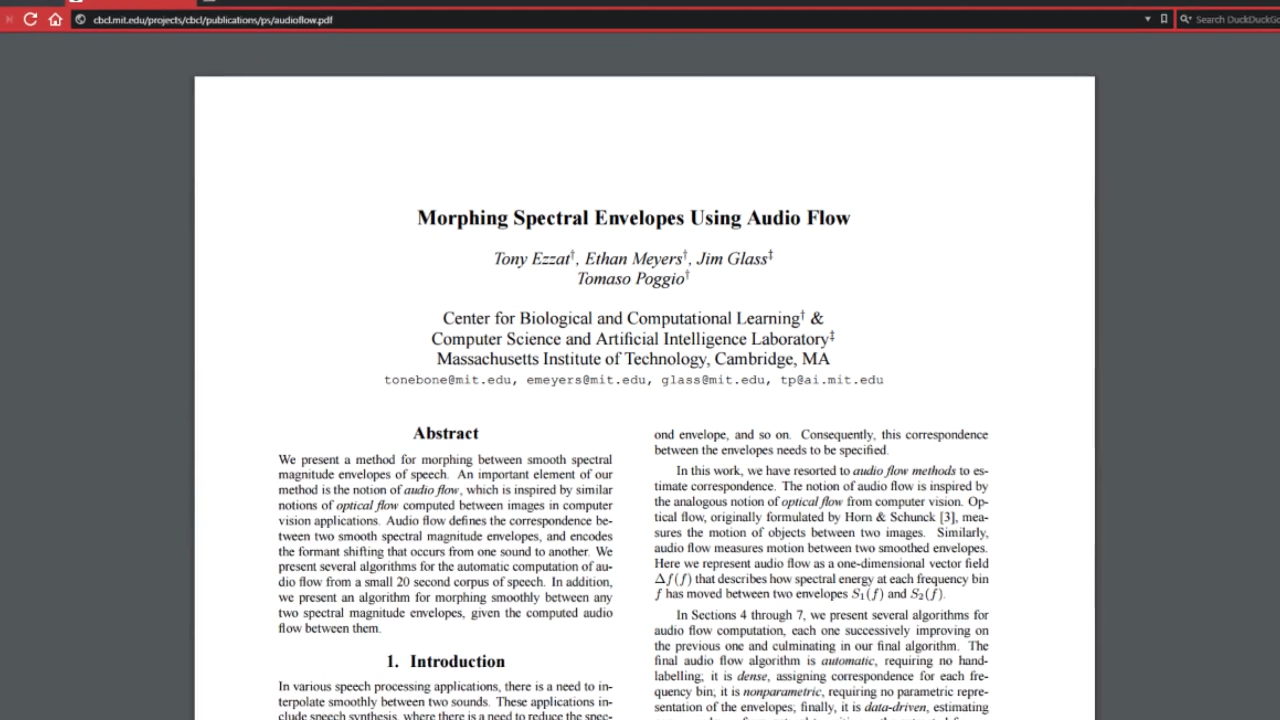 cbcl.mit.edu/projects/cbcl/publications/ps/audioflow.pdf
Search DuckDuckGo
Morphing Spectral Envelopes Using Audio Flow
Tony Ezzat†, Ethan Meyers†, Jim Glass‡
Tomaso Poggio†
Center for Biological and Computational Learning† &
Computer Science and Artificial Intelligence Laboratory‡
Massachusetts Institute of Technology, Cambridge, MA
tonebone@mit.edu, emeyers@mit.edu, glass@mit.edu, tp@ai.mit.edu
Abstract
We present a method for morphing between smooth spectral
magnitude envelopes of speech. An important element of our
method is the notion of audio flow, which is inspired by similar
notions of optical flow computed between images in computer
vision applications. Audio flow defines the correspondence be-
tween two smooth spectral magnitude envelopes, and encodes
the formant shifting that occurs from one sound to another. We
present several algorithms for the automatic computation of au-
dio flow from a small 20 second corpus of speech. In addition,
we present an algorithm for morphing smoothly between any
two spectral magnitude envelopes, given the computed audio
flow between them.
1. Introduction
In various speech processing applications, there is a need to in-
terpolate smoothly between two sounds. These applications in-
clude speech synthesis, where there is a need to reduce the spec-
ond envelope, and so on. Consequently, this correspondence
between the envelopes needs to be specified.
In this work, we have resorted to audio flow methods to es-
timate correspondence. The notion of audio flow is inspired by
the analogous notion of optical flow from computer vision. Op-
tical flow, originally formulated by Horn & Schunck [3], mea-
sures the motion of objects between two images. Similarly,
audio flow measures motion between two smoothed envelopes.
Here we represent audio flow as a one-dimensional vector field
Δf(f) that describes how spectral energy at each frequency bin
f has moved between two envelopes S₁(f) and S₂(f).
In Sections 4 through 7, we present several algorithms for
audio flow computation, each one successively improving on
the previous one and culminating in our final algorithm. The
final audio flow algorithm is automatic, requiring no hand-
labelling; it is dense, assigning correspondence for each fre-
quency bin; it is nonparametric, requiring no parametric repre-
sentation of the envelopes; finally, it is data-driven, estimating